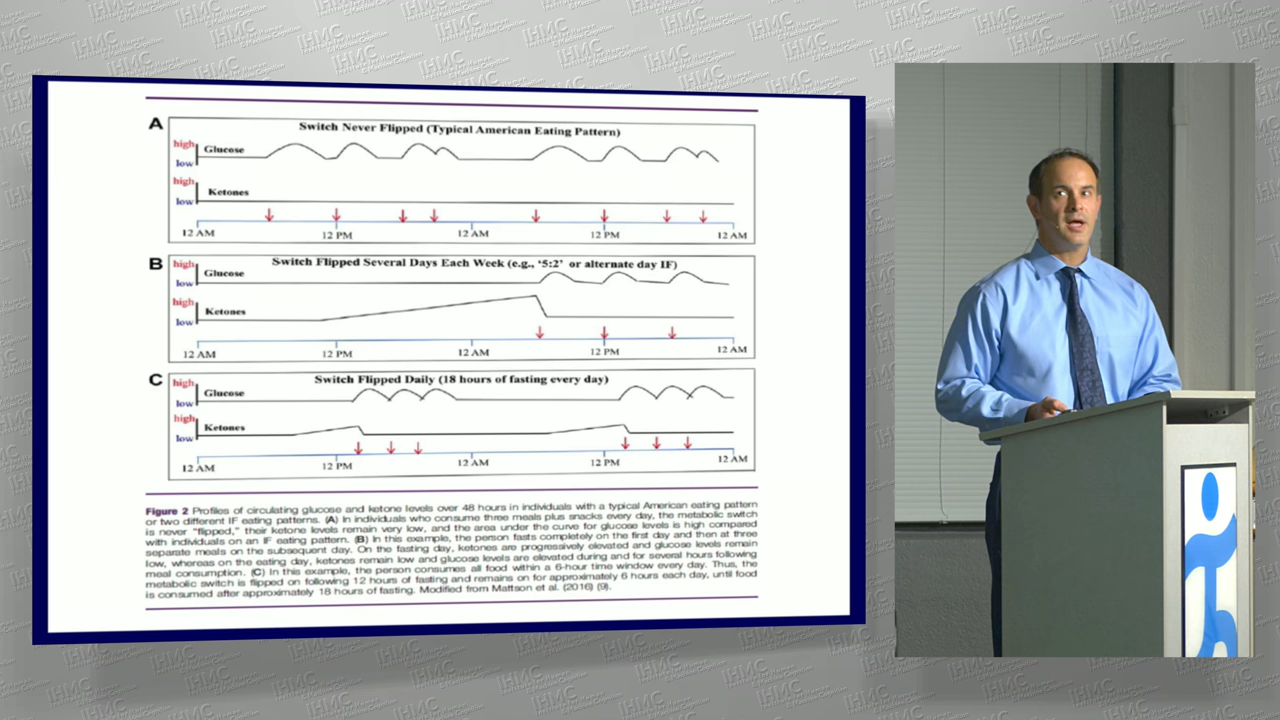 A
Switch Never Flipped (Typical American Eating Pattern)
high
Glucose
low
high
Ketones
low
12 AM 12 PM 12 AM 12 PM 12 AM
B
Switch Flipped Several Days Each Week (e.g., '5:2' or alternate day IF)
high
Glucose
low
high
Ketones
low
12 AM 12 PM 12 AM 12 PM 12 AM
C
Switch Flipped Daily (18 hours of fasting every day)
high
Glucose
low
high
Ketones
low
12 AM 12 PM 12 AM 12 PM 12 AM
Figure 2 Profiles of circulating glucose and ketone levels over 48 hours in individuals with a typical American eating pattern
or two different IF eating patterns. (A) In individuals who consume three meals plus snacks every day, the metabolic switch
is never "flipped," their ketone levels remain very low, and the area under the curve for glucose levels is high compared
with individuals on an IF eating pattern. (B) In this example, the person fasts completely on the first day and then at three
separate meals on the subsequent day. On the fasting day, ketones are progressively elevated and glucose levels remain
low, whereas on the eating day, ketones remain low and glucose levels are elevated during and for several hours following
meal consumption. (C) In this example, the person consumes all food within a 6-hour time window every day. Thus, the
metabolic switch is flipped on following 12 hours of fasting and remains on for approximately 6 hours each day, until food
is consumed after approximately 18 hours of fasting. Modified from Mattson et al. (2016) (9).
ihmc